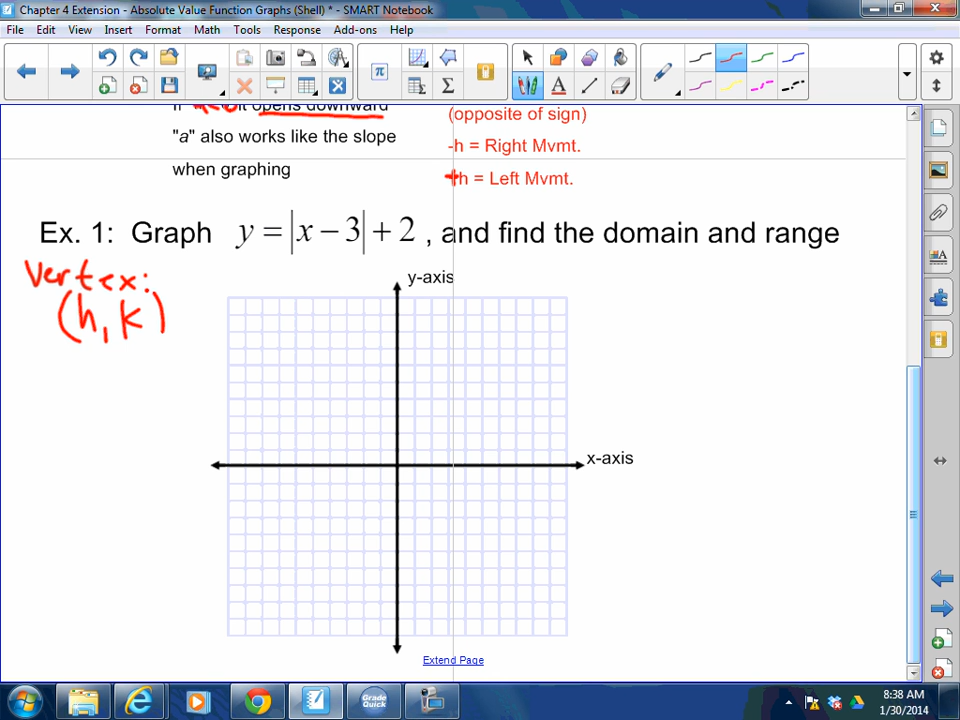 Chapter 4 Extension - Absolute Value Function Graphs (Shell) * - SMART Notebook
File Edit View Insert Format Math Tools Response Add-ons Help
it opens downward
"a" also works like the slope
when graphing
(opposite of sign)
-h = Right Mvmt.
+h = Left Mvmt.
Ex. 1: Graph y = |x − 3| + 2 , and find the domain and range
Vertex:
(h, k)
y-axis
x-axis
Extend Page
Grade Quick
8:38 AM
1/30/2014